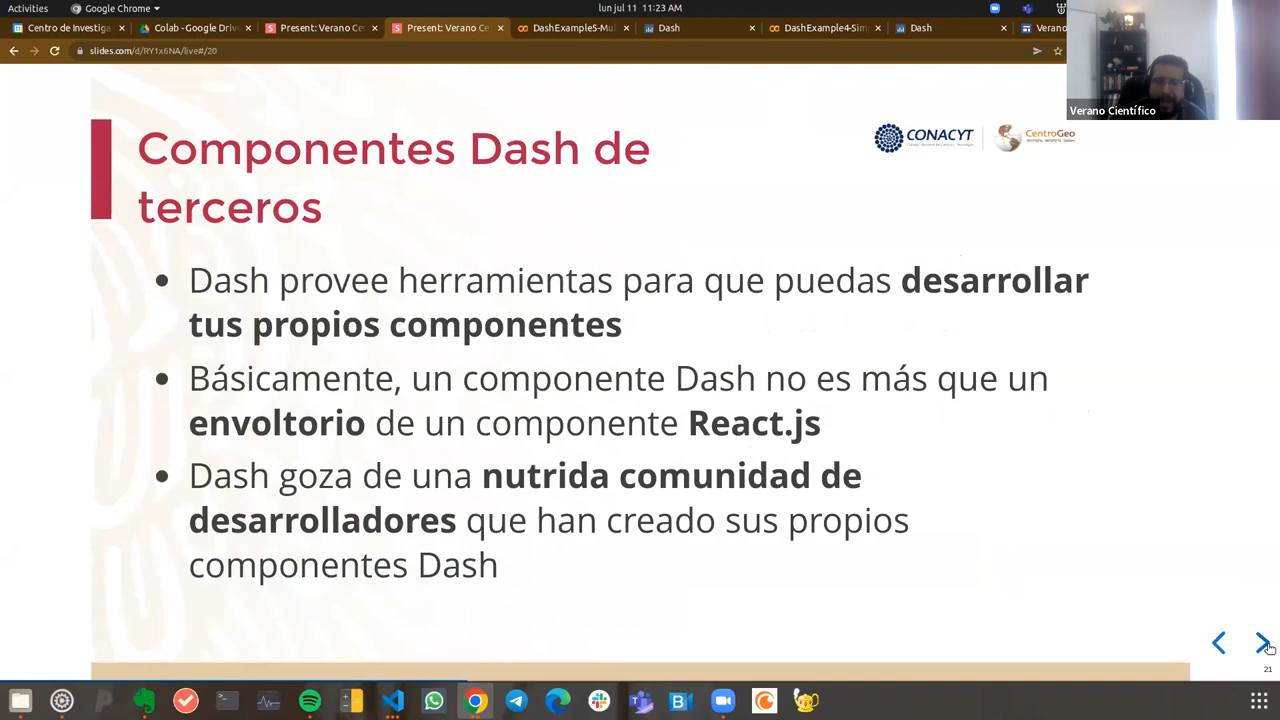 Activities
Google Chrome
lun jul 11 11:23 AM
Centro de Investiga
Colab - Google Driv
Present: Verano Ce
Present: Verano Ce
DashExample5-Mul
Dash
DashExample4-Sim
Dash
Verano
slides.com/d/RY1x6NA/live#/20
Verano Científico
Componentes Dash de
terceros
CONACYT
CentroGeo
• Dash provee herramientas para que puedas desarrollar
tus propios componentes
• Básicamente, un componente Dash no es más que un
envoltorio de un componente React.js
• Dash goza de una nutrida comunidad de
desarrolladores que han creado sus propios
componentes Dash
21